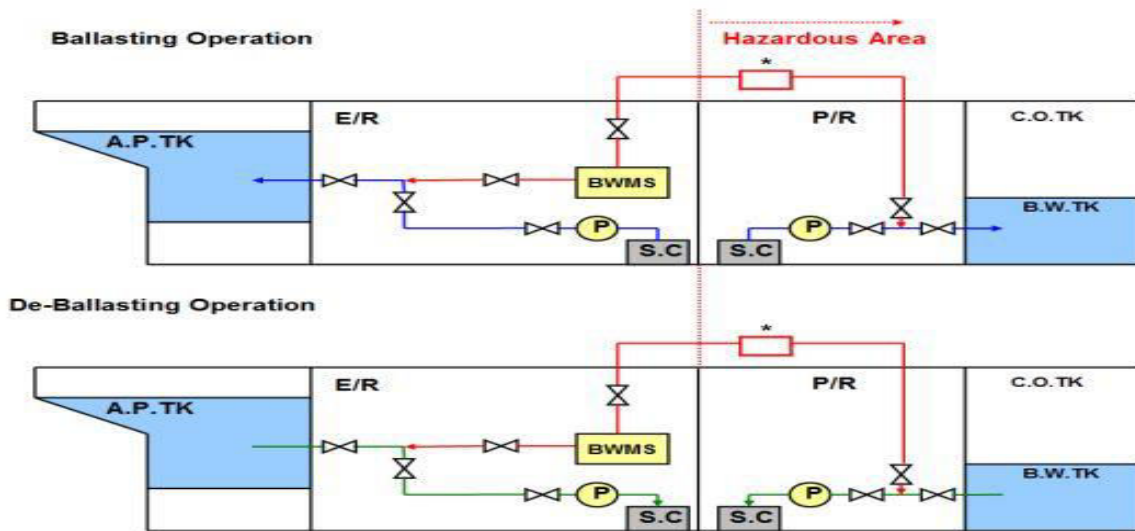 Ballasting Operation
Hazardous Area
*
E/R
P/R
C.O.TK
A.P.TK
BWMS
B.W.TK
P
P
S.C
S.C
De-Ballasting Operation
*
E/R
P/R
C.O.TK
A.P.TK
BWMS
B.W.TK
P
P
S.C
S.C